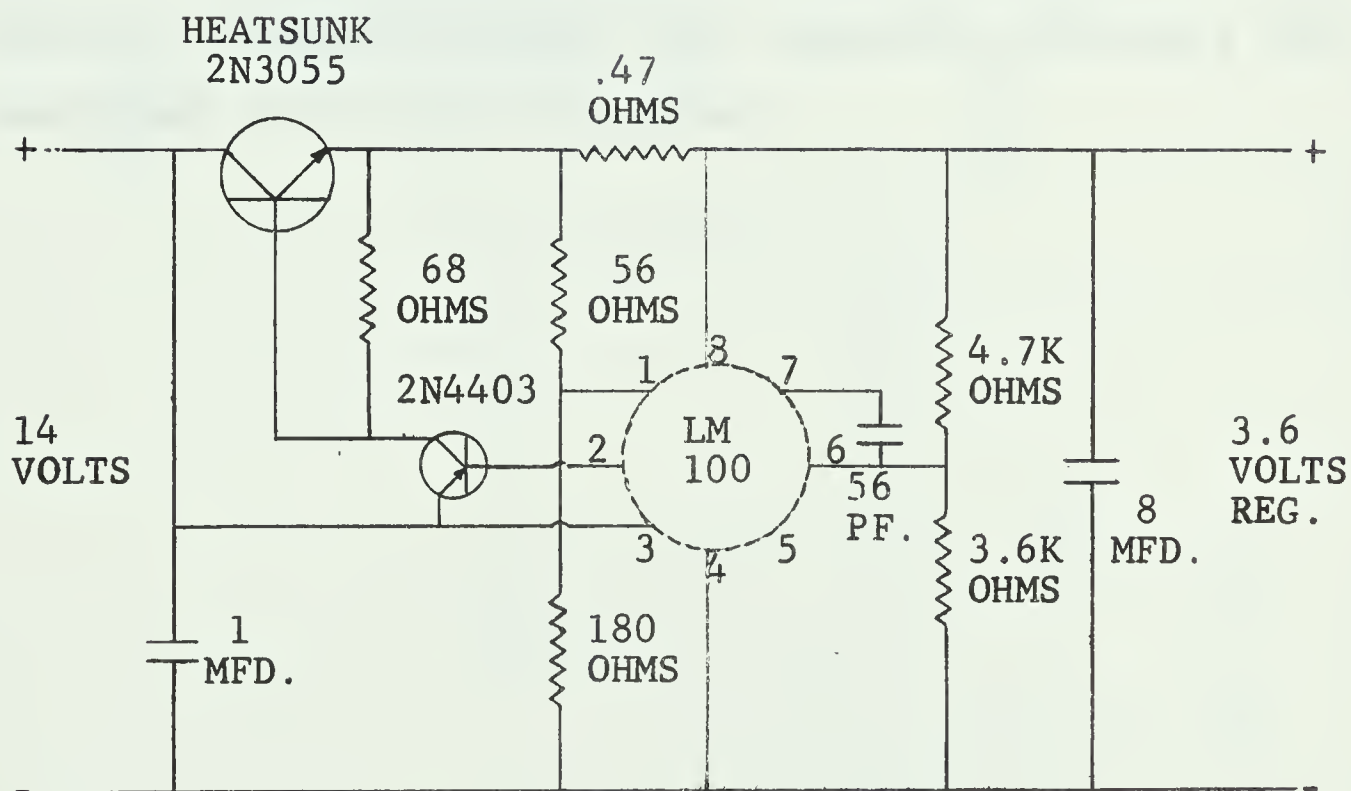 HEATSUNK
2N3055
.47
OHMS
+
+
68
OHMS
56
OHMS
2N4403
1
8
7
2
LM
100
6
3
4
5
56
PF.
4.7K
OHMS
3.6K
OHMS
14
VOLTS
3.6
VOLTS
REG.
8
MFD.
1
MFD.
180
OHMS
-
-